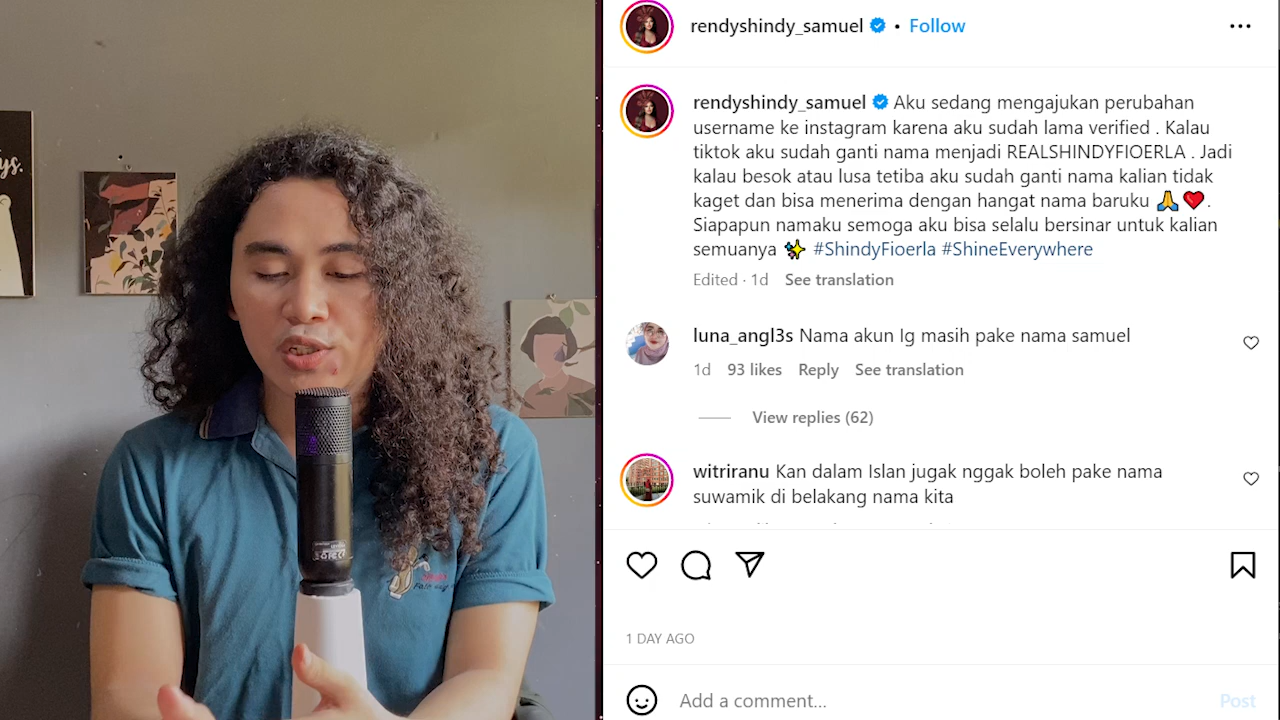 ys.
rendyshindy_samuel • Follow
rendyshindy_samuel Aku sedang mengajukan perubahan
username ke instagram karena aku sudah lama verified . Kalau
tiktok aku sudah ganti nama menjadi REALSHINDYFIOERLA . Jadi
kalau besok atau lusa tetiba aku sudah ganti nama kalian tidak
kaget dan bisa menerima dengan hangat nama baruku 🙏❤️.
Siapapun namaku semoga aku bisa selalu bersinar untuk kalian
semuanya ✨ #ShindyFioerla #ShineEverywhere
Edited · 1d See translation
luna_angl3s Nama akun Ig masih pake nama samuel
1d 93 likes Reply See translation
View replies (62)
witriranu Kan dalam Islan jugak nggak boleh pake nama
suwamik di belakang nama kita
1 DAY AGO
Add a comment...
Post